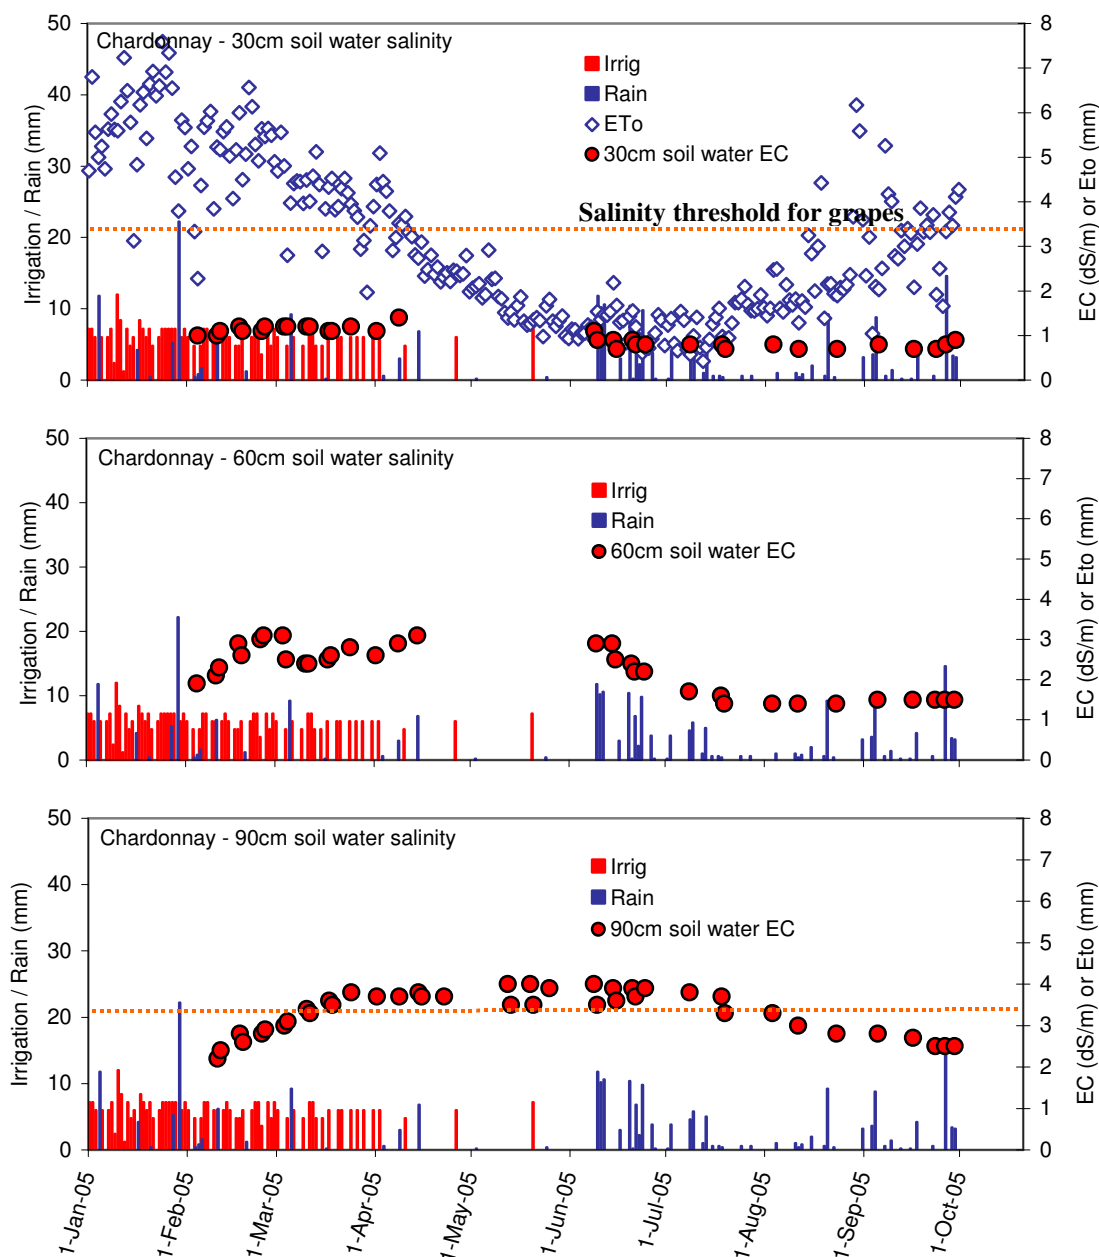 Chardonnay - 30cm soil water salinity
Irrigation / Rain (mm)
50
40
30
20
10
0
Irrig
Rain
ETo
30cm soil water EC
Salinity threshold for grapes
8
7
6
5
4
3
2
1
0
EC (dS/m) or Eto (mm)
Chardonnay - 60cm soil water salinity
Irrigation / Rain (mm)
50
40
30
20
10
0
Irrig
Rain
60cm soil water EC
8
7
6
5
4
3
2
1
0
EC (dS/m) or Eto (mm)
Chardonnay - 90cm soil water salinity
Irrigation / Rain (mm)
50
40
30
20
10
0
Irrig
Rain
90cm soil water EC
8
7
6
5
4
3
2
1
0
EC (dS/m) or Eto (mm)
1-Jan-05
1-Feb-05
1-Mar-05
1-Apr-05
1-May-05
1-Jun-05
1-Jul-05
1-Aug-05
1-Sep-05
1-Oct-05